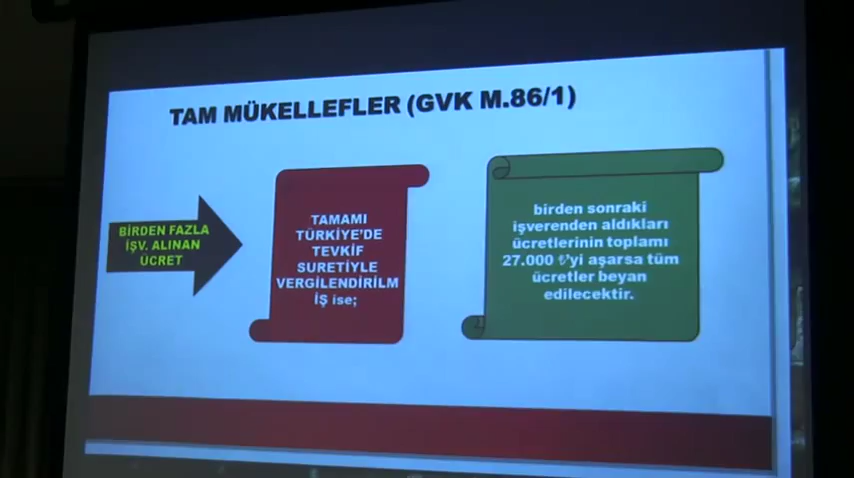 TAM MÜKELLEFLER (GVK M.86/1)
BİRDEN FAZLA
İŞV. ALINAN
ÜCRET
TAMAMI
TÜRKİYE'DE
TEVKİF
SURETİYLE
VERGİLENDİRİLM
İŞ ise;
birden sonraki
işverenden aldıkları
ücretlerinin toplamı
27.000 ₺'yi aşarsa tüm
ücretler beyan
edilecektir.